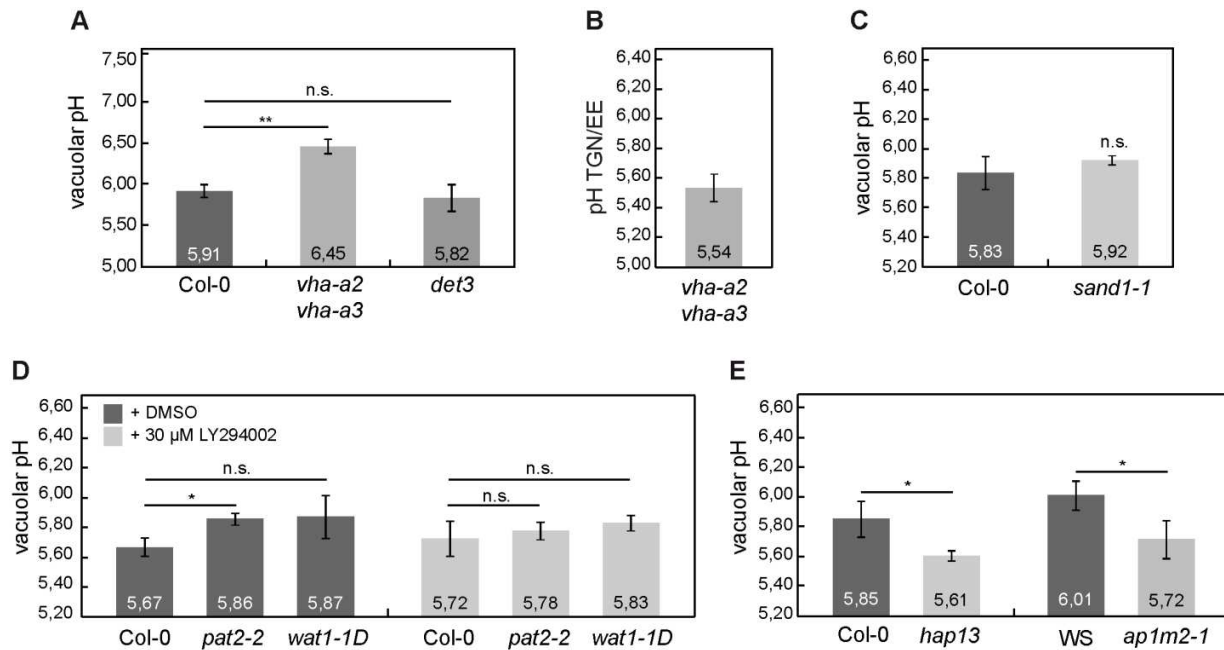 A
vacuolar pH
7,50
7,00
6,50
6,00
5,50
5,00
n.s.
**
5,91
6,45
5,82
Col-0
vha-a2
vha-a3
det3
B
pH TGN/EE
6,40
6,20
6,00
5,80
5,60
5,40
5,20
5,00
5,54
vha-a2
vha-a3
C
vacuolar pH
6,60
6,40
6,20
6,00
5,80
5,60
5,40
5,20
n.s.
5,83
5,92
Col-0
sand1-1
D
vacuolar pH
6,60
6,40
6,20
6,00
5,80
5,60
5,40
5,20
+ DMSO
+ 30 µM LY294002
n.s.
*
n.s.
n.s.
5,67
5,86
5,87
5,72
5,78
5,83
Col-0
pat2-2
wat1-1D
Col-0
pat2-2
wat1-1D
E
vacuolar pH
6,60
6,40
6,20
6,00
5,80
5,60
5,40
5,20
*
*
5,85
5,61
6,01
5,72
Col-0
hap13
WS
ap1m2-1